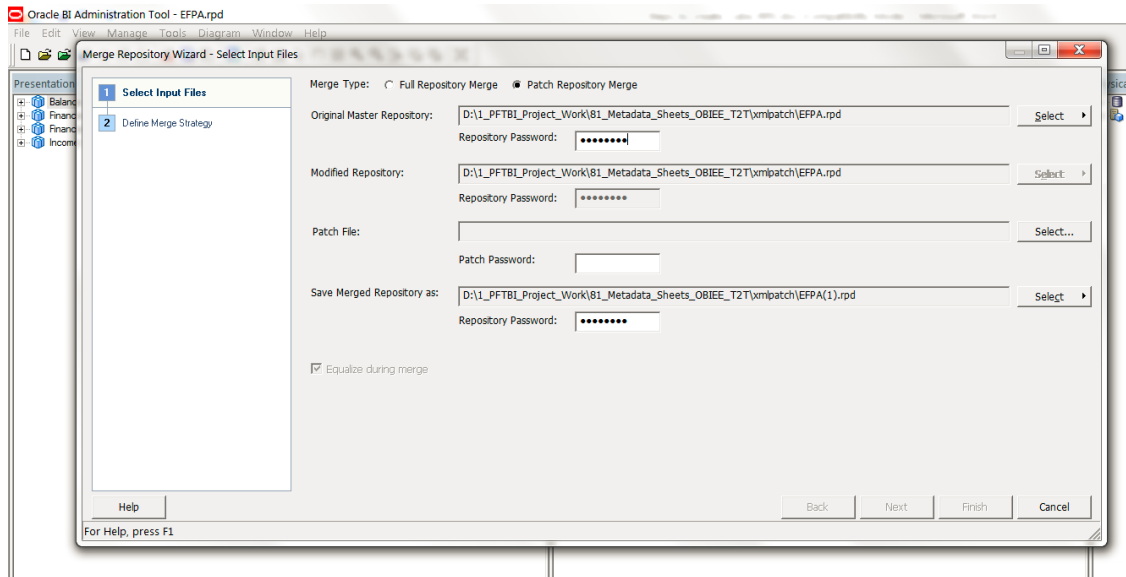 Oracle BI Administration Tool - EFPA.rpd
File Edit View Manage Tools Diagram Window Help
Merge Repository Wizard - Select Input Files
Presentation
Balanc
Financ
Financ
Income
1 Select Input Files
2 Define Merge Strategy
Merge Type: Full Repository Merge Patch Repository Merge
Original Master Repository: D:\1_PFTBI_Project_Work\81_Metadata_Sheets_OBIEE_T2T\xmlpatch\EFPA.rpd Select
Repository Password: ••••••••
Modified Repository: D:\1_PFTBI_Project_Work\81_Metadata_Sheets_OBIEE_T2T\xmlpatch\EFPA.rpd Select
Repository Password: ••••••••
Patch File: Select...
Patch Password:
Save Merged Repository as: D:\1_PFTBI_Project_Work\81_Metadata_Sheets_OBIEE_T2T\xmlpatch\EFPA(1).rpd Select
Repository Password: ••••••••
Equalize during merge
Help Back Next Finish Cancel
For Help, press F1